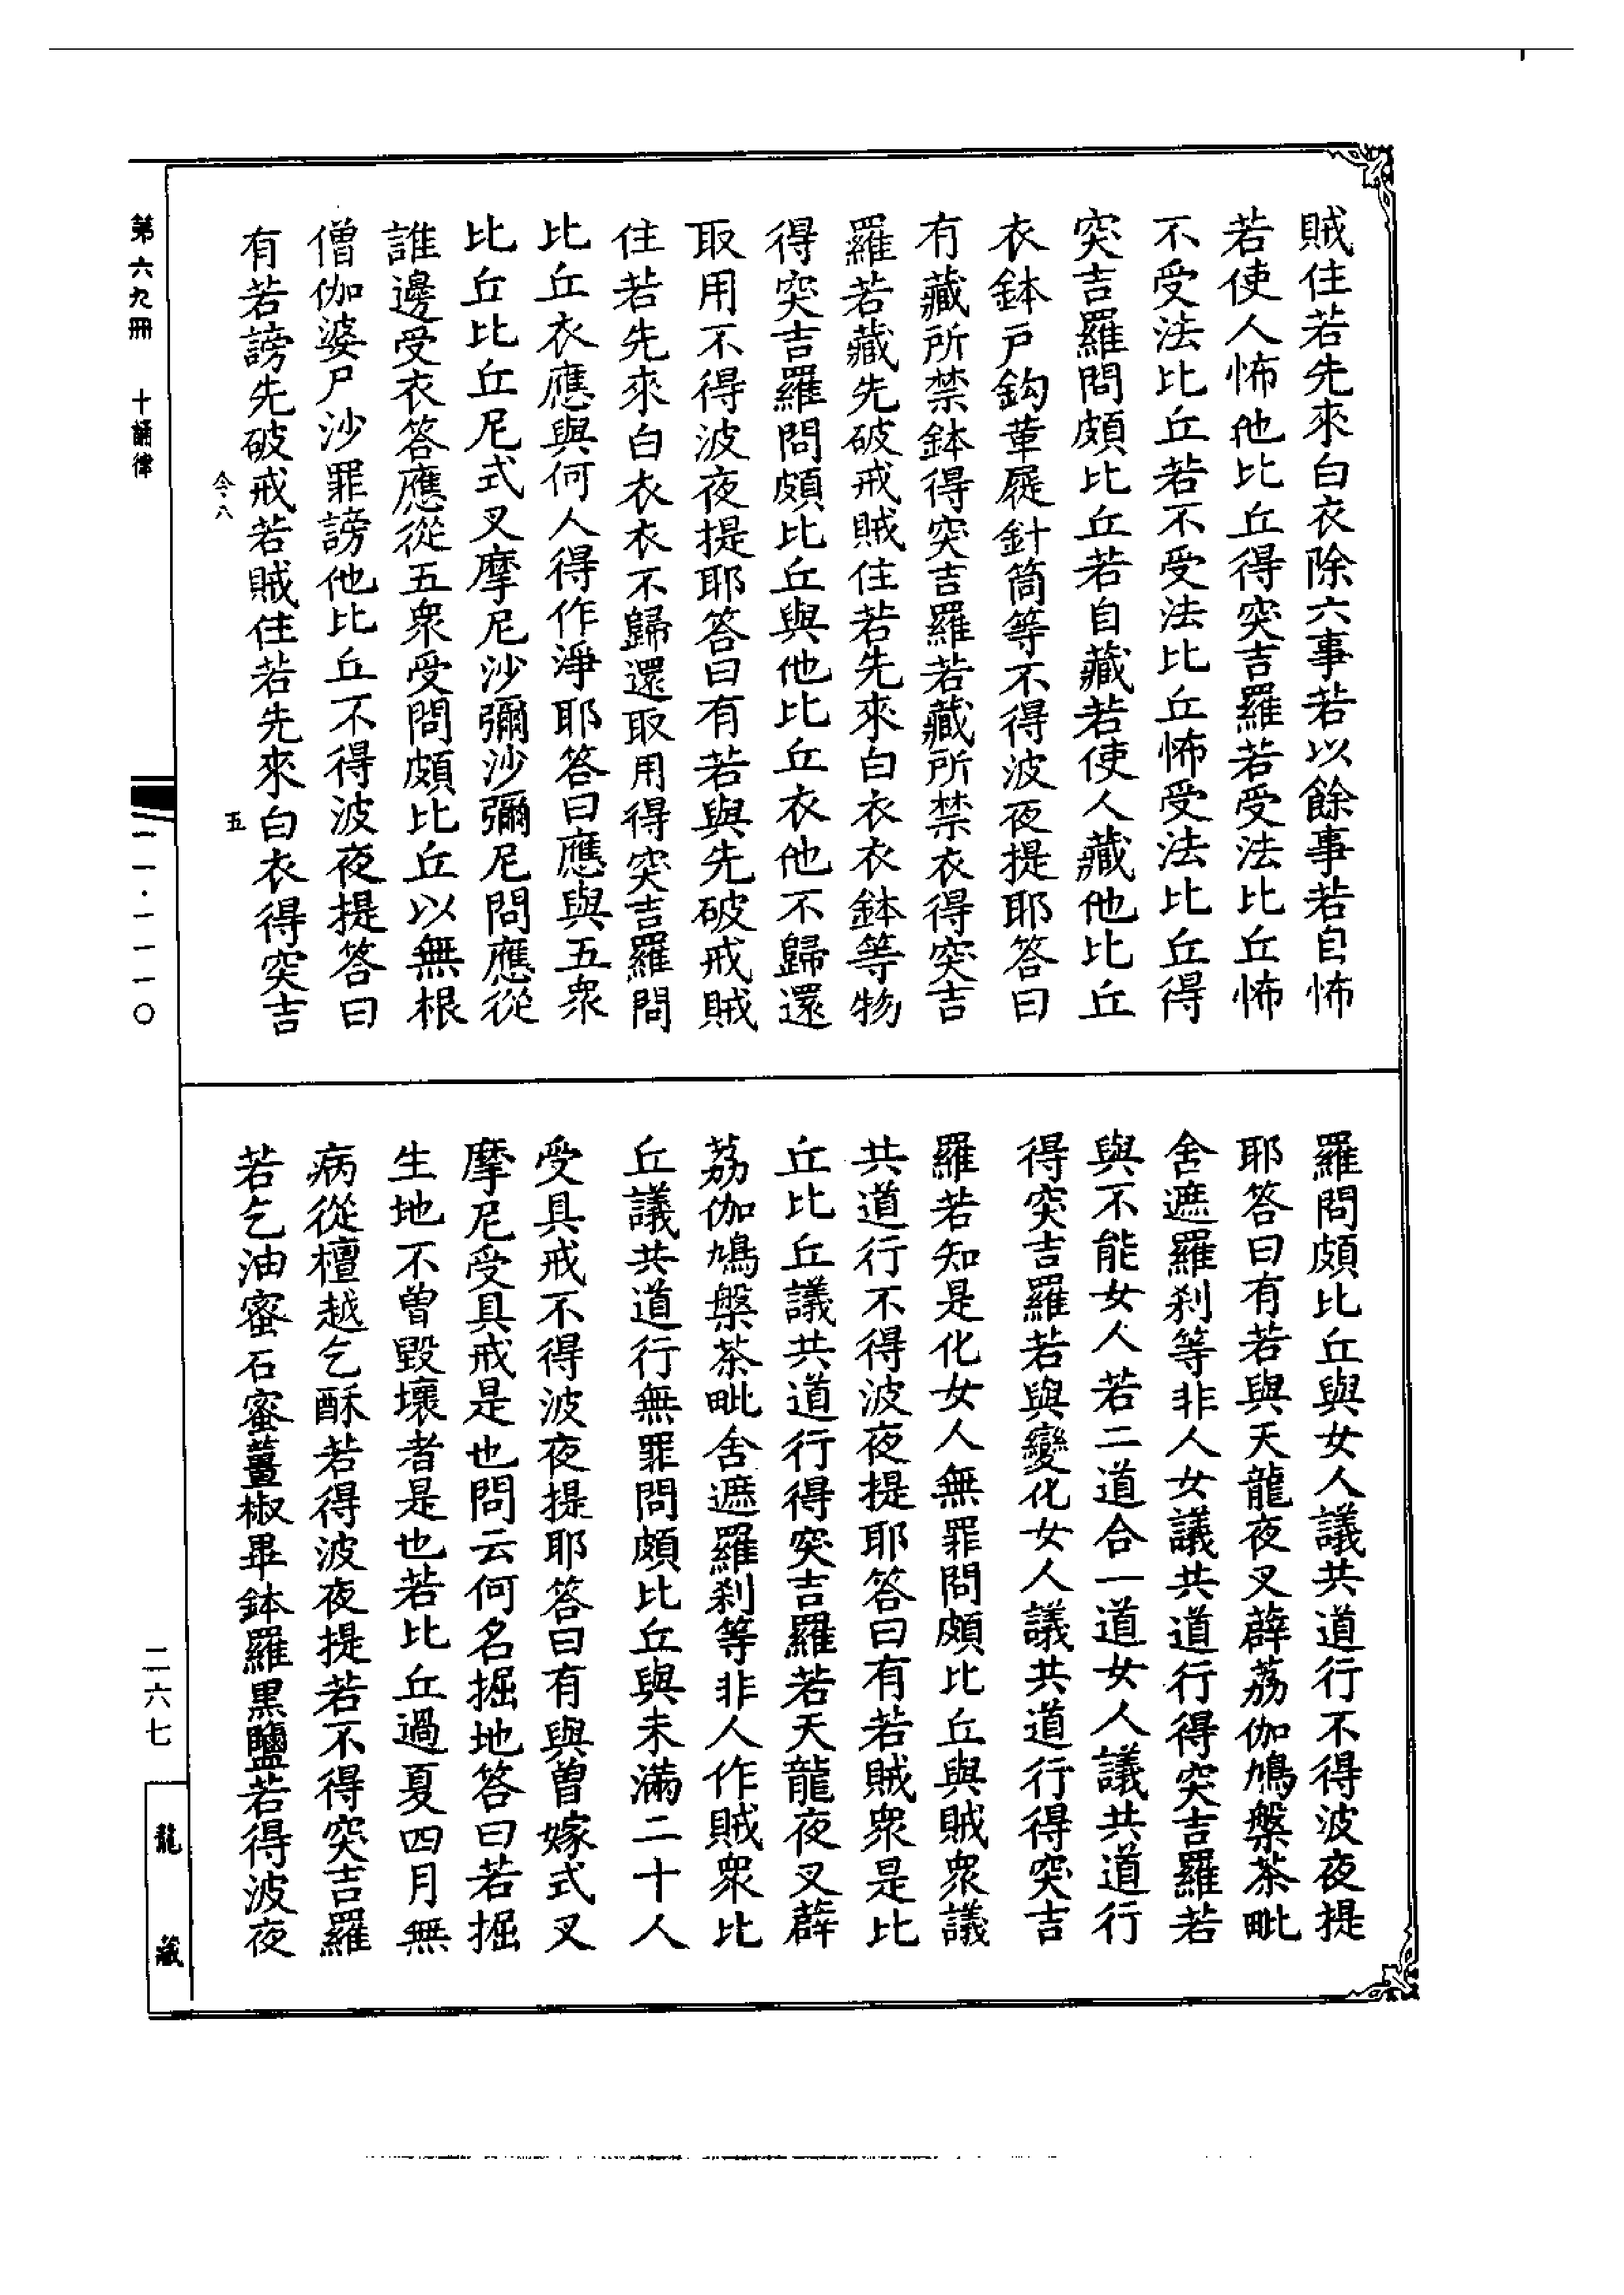 賊住若先來白衣除六事若以餘事若自怖
若使人怖他比丘得突吉羅若受法比丘怖
不受法比丘若不受法比丘怖受法比丘得
突吉羅問頗比丘若自藏若使人藏他比丘
衣鉢戶鈎革屣針筒等不得波夜提耶答曰
有藏所禁鉢得突吉羅若藏所禁衣得突吉
羅若藏先破戒賊住若先來白衣衣鉢等物
得突吉羅問頗比丘與他比丘衣他不歸還
取用不得波夜提耶答曰有若與先破戒賊
住若先來白衣衣不歸還取用得突吉羅問
比丘衣應與何人得作淨耶答曰應與五衆
比丘比丘尼式叉摩尼沙彌沙彌尼問應從
誰邊受衣答應從五衆受問頗比丘以無根
僧伽婆尸沙罪謗他比丘不得波夜提答曰
有若謗先破戒若賊住若先來白衣得突吉
羅問頗比丘與女人議共道行不得波夜提
耶答曰有若與天龍夜叉薜荔伽鳩槃茶毗
舍遮羅刹等非人女議共道行得突吉羅若
與不能女人若二道合一道女人議共道行
得突吉羅若與變化女人議共道行得突吉
羅若知是化女人無罪問頗比丘與賊衆議
共道行不得波夜提耶答曰有若賊衆是比
丘比丘議共道行得突吉羅若天龍夜叉薜
荔伽鳩槃茶毗舍遮羅刹等非人作賊衆比
丘議共道行無罪問頗比丘與未滿二十人
受具戒不得波夜提耶答曰有與曾嫁式叉
摩尼受具戒是也問云何名掘地答曰若掘
生地不曾毀壞者是也若比丘過夏四月無
病從檀越乞酥若得波夜提若不得突吉羅
若乞油蜜石蜜薑椒畢鉢羅黑鹽若得波夜
令八
五
第六九冊 十誦律
一一·一一一〇
二六七
龍藏